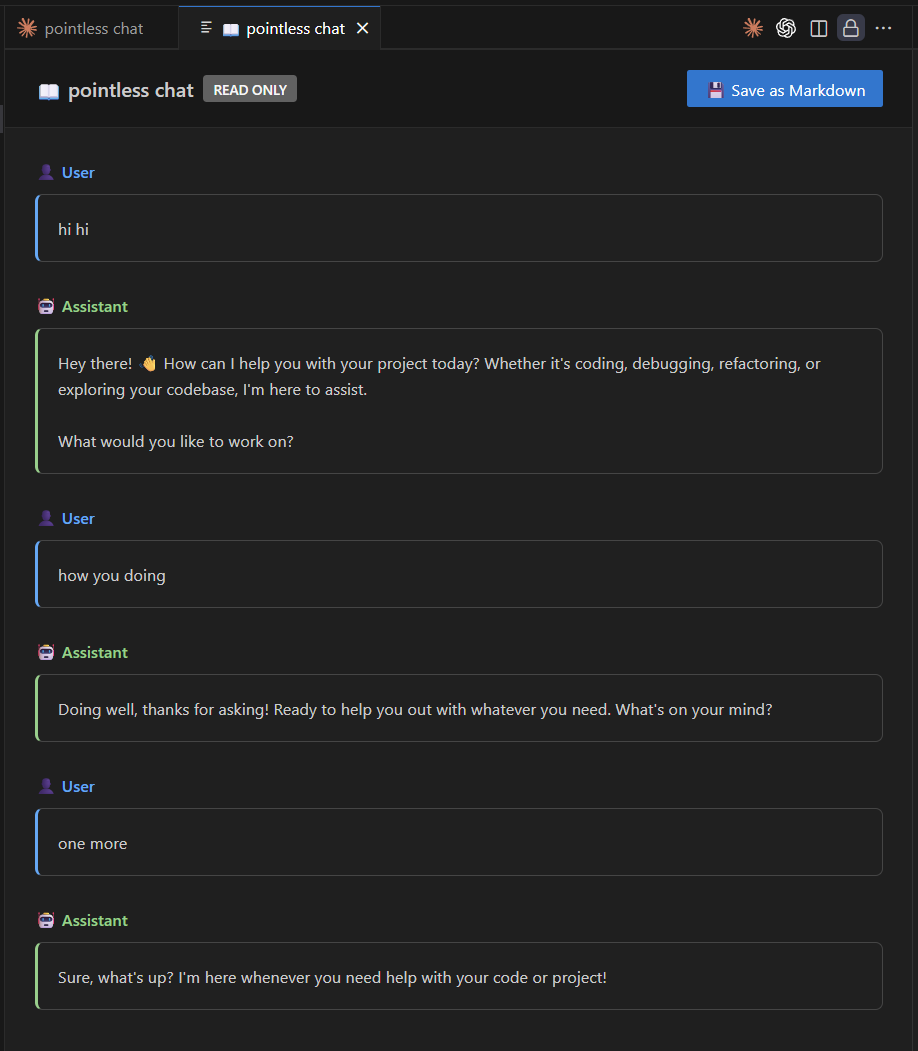 pointless chat
pointless chat
pointless chat READ ONLY
Save as Markdown
User
hi hi
Assistant
Hey there! 👋 How can I help you with your project today? Whether it's coding, debugging, refactoring, or
exploring your codebase, I'm here to assist.
What would you like to work on?
User
how you doing
Assistant
Doing well, thanks for asking! Ready to help you out with whatever you need. What's on your mind?
User
one more
Assistant
Sure, what's up? I'm here whenever you need help with your code or project!